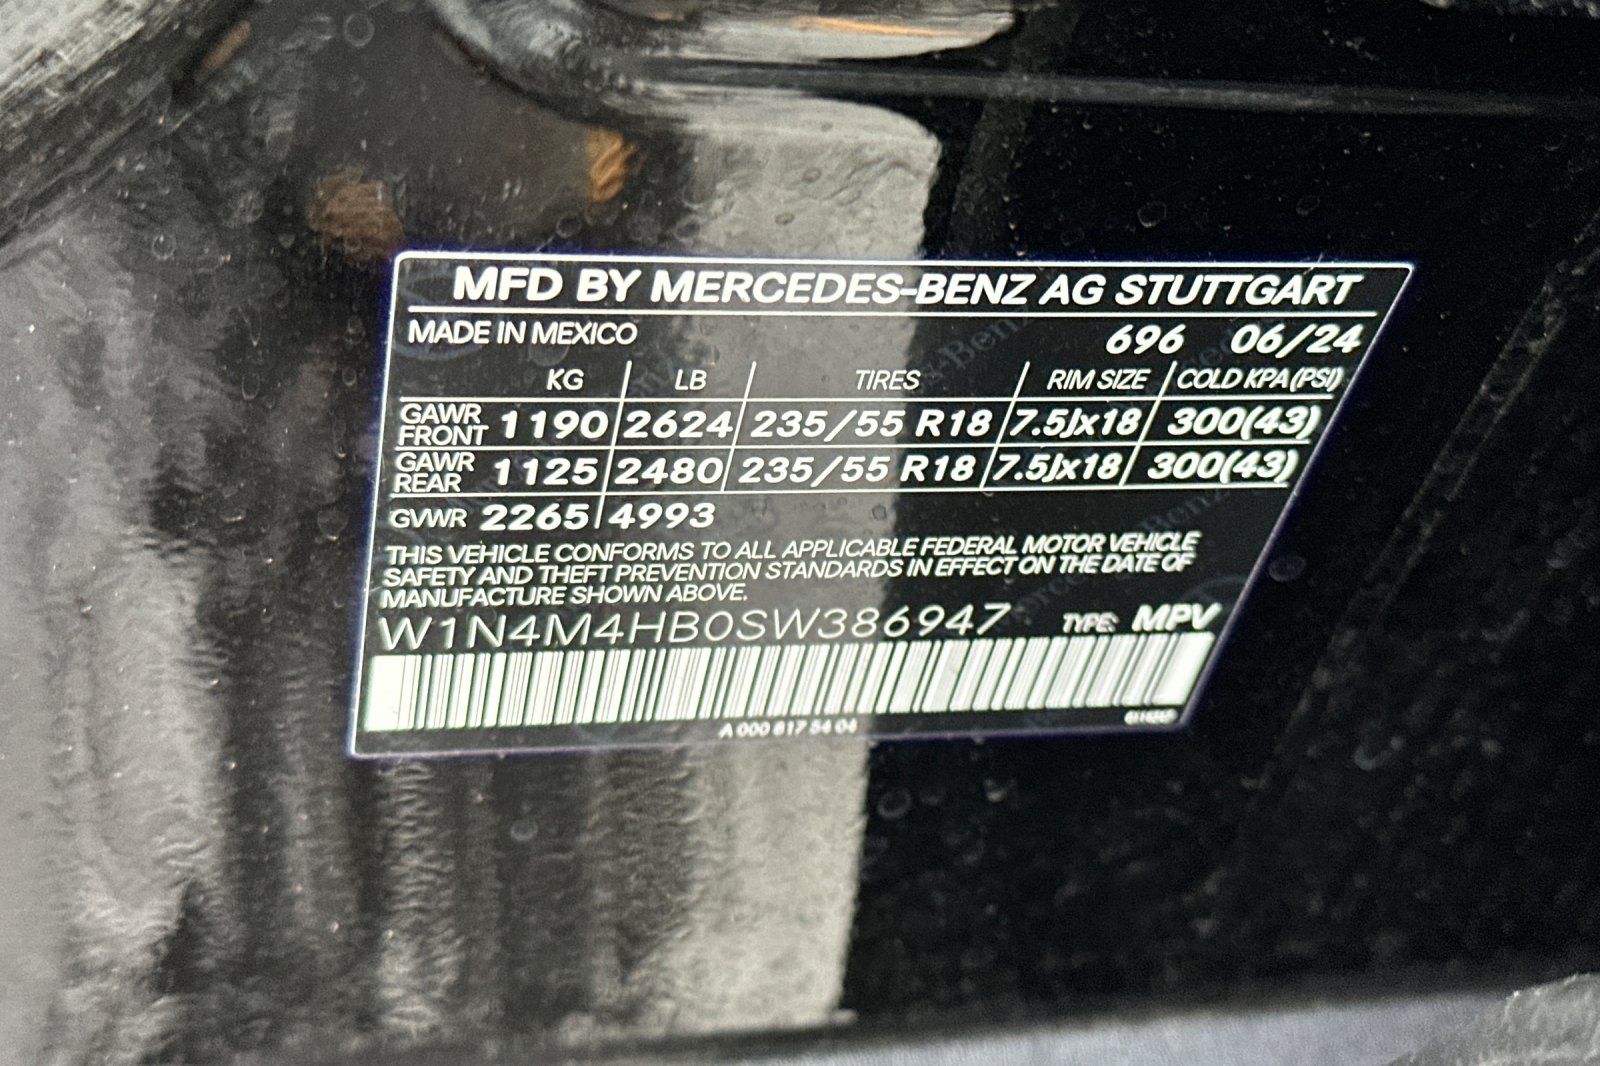 MFD BY MERCEDES-BENZ AG STUTTGART
MADE IN MEXICO 696 06/24
KG LB TIRES RIM SIZE COLD KPA (PSI)
GAWR FRONT 1190 2624 235/55 R18 7.5Jx18 300(43)
GAWR REAR 1125 2480 235/55 R18 7.5Jx18 300(43)
GVWR 2265 4993
THIS VEHICLE CONFORMS TO ALL APPLICABLE FEDERAL MOTOR VEHICLE
SAFETY AND THEFT PREVENTION STANDARDS IN EFFECT ON THE DATE OF
MANUFACTURE SHOWN ABOVE.
W1N4M4HB0SW386947 TYPE: MPV
A 000 817 54 04